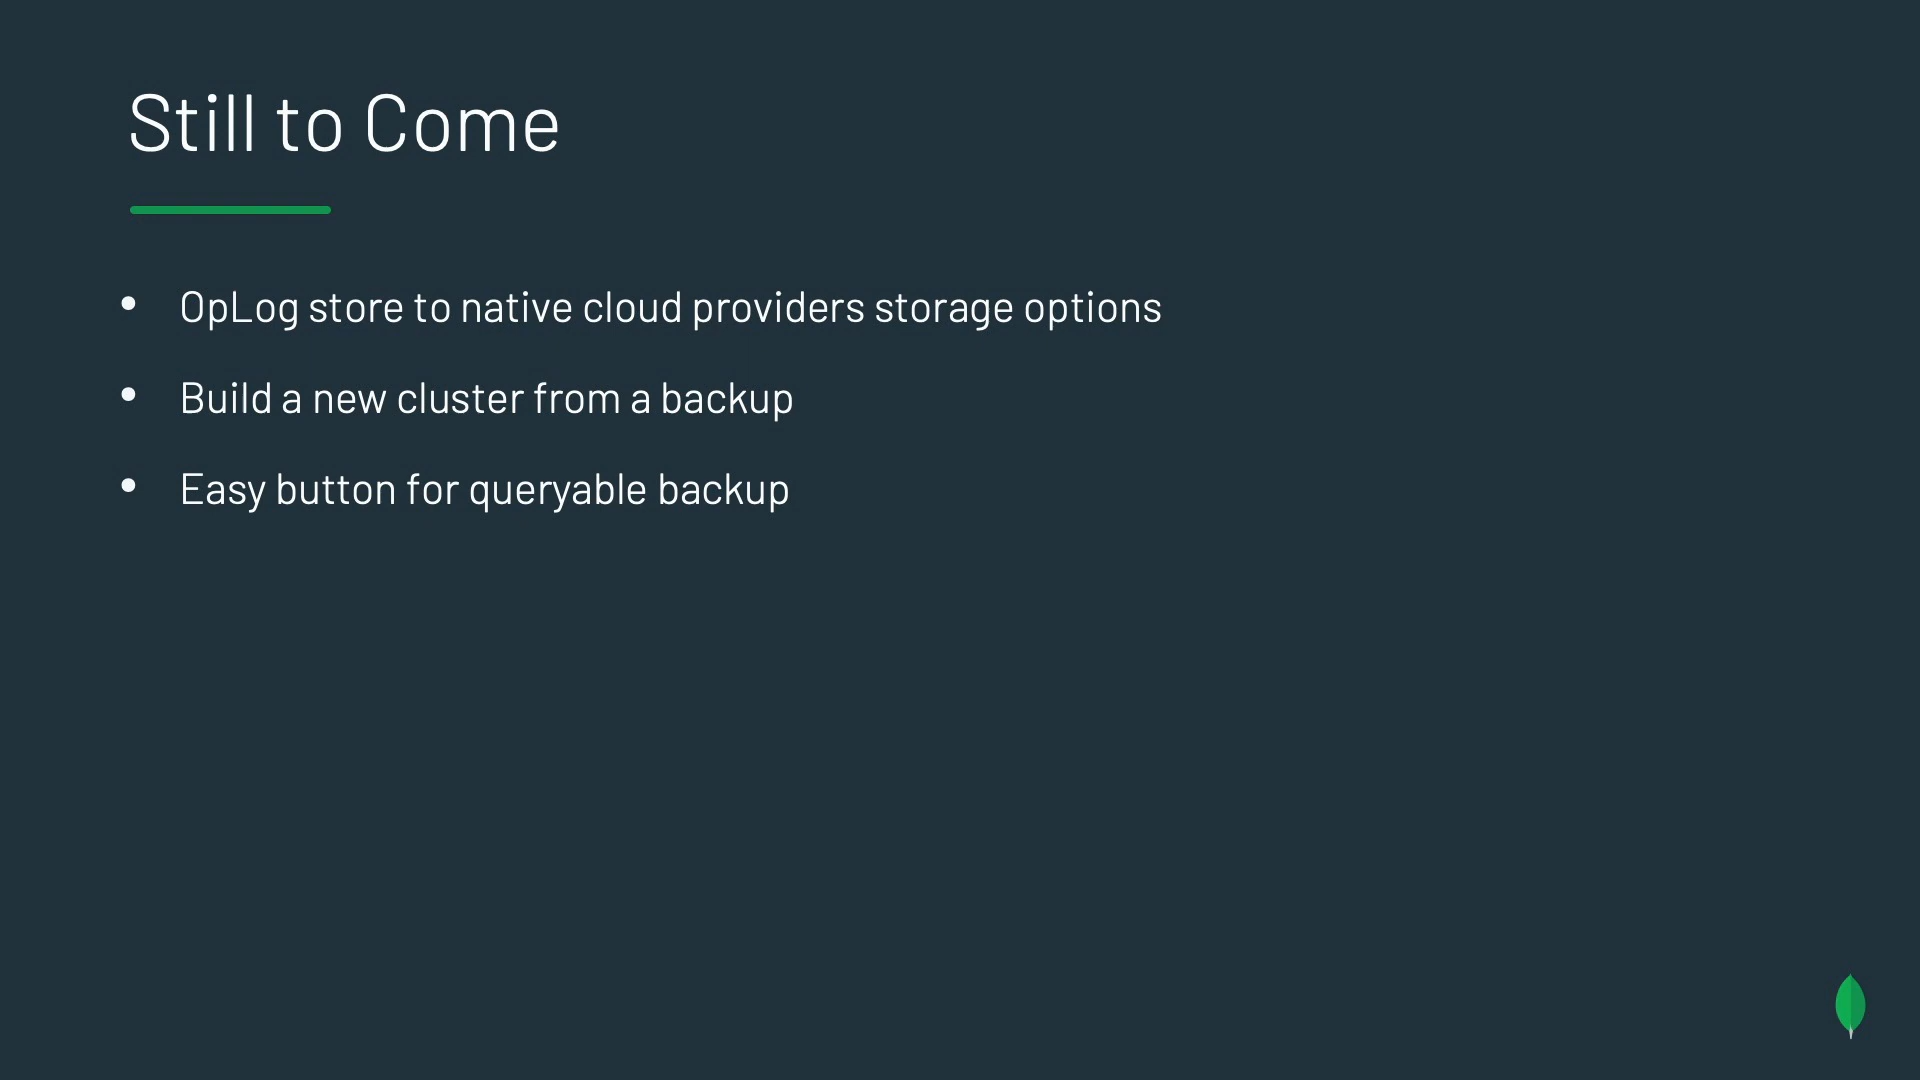 Still to Come
• OpLog store to native cloud providers storage options
• Build a new cluster from a backup
• Easy button for queryable backup